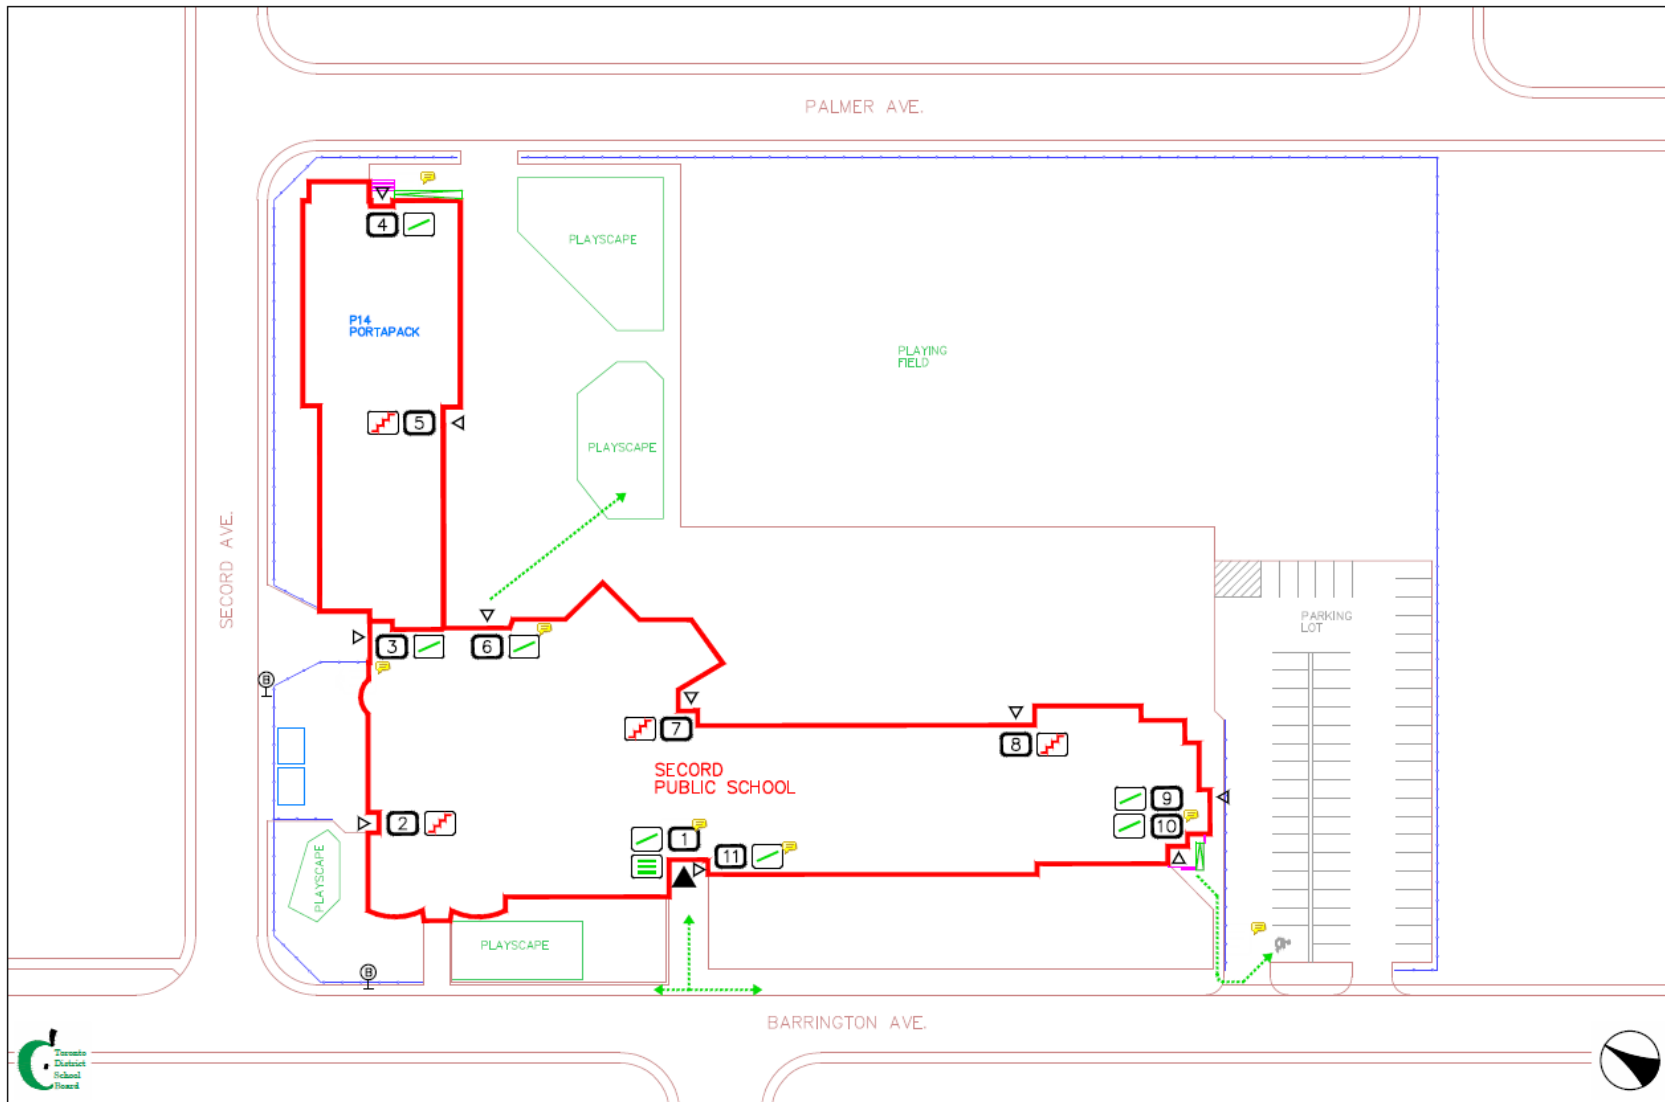 PALMER AVE.
4
PLAYSCAPE
P14
PORTAPACK
PLAYING
FIELD
5
PLAYSCAPE
SECORD AVE.
PARKING
LOT
3
6
B
7
8
SECORD
PUBLIC SCHOOL
9
2
10
1
11
PLAYSCAPE
PLAYSCAPE
B
BARRINGTON AVE.
Toronto
District
School
Board